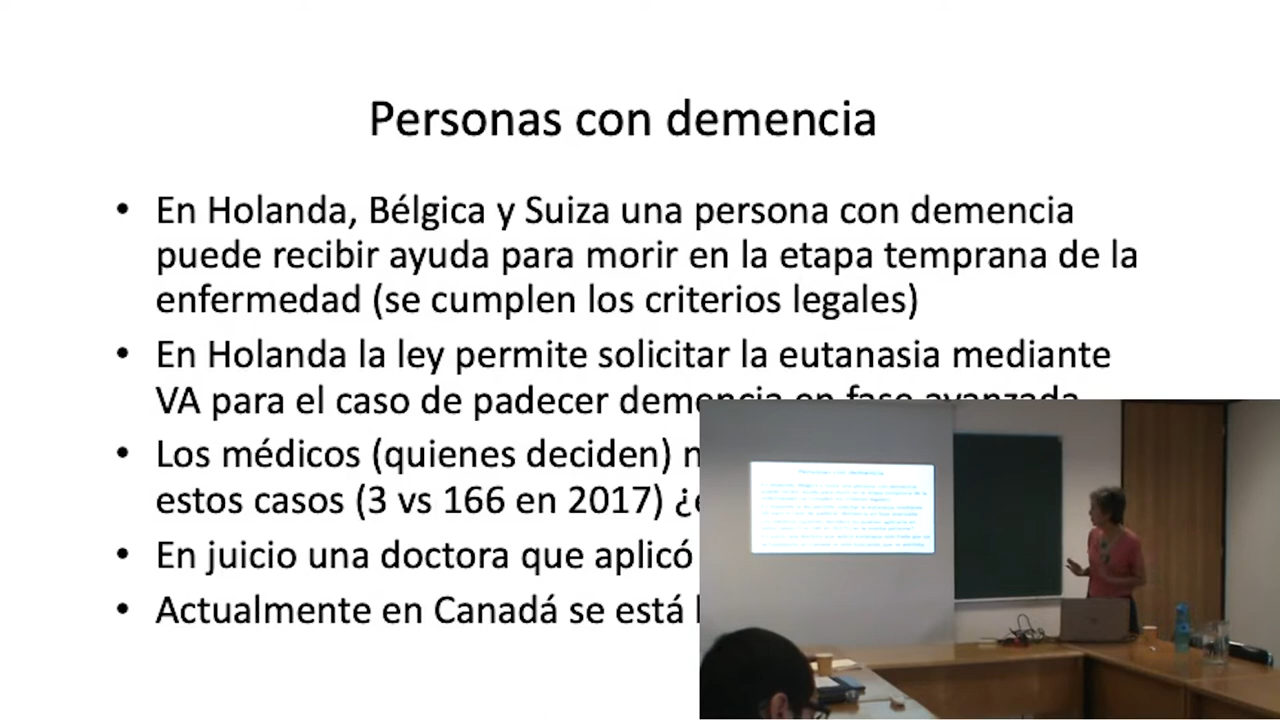 Personas con demencia
• En Holanda, Bélgica y Suiza una persona con demencia
puede recibir ayuda para morir en la etapa temprana de la
enfermedad (se cumplen los criterios legales)
• En Holanda la ley permite solicitar la eutanasia mediante
VA para el caso de padecer demencia en fase avanzada
• Los médicos (quienes deciden)
estos casos (3 vs 166 en 2017)
• En juicio una doctora que aplicó
• Actualmente en Canadá se está